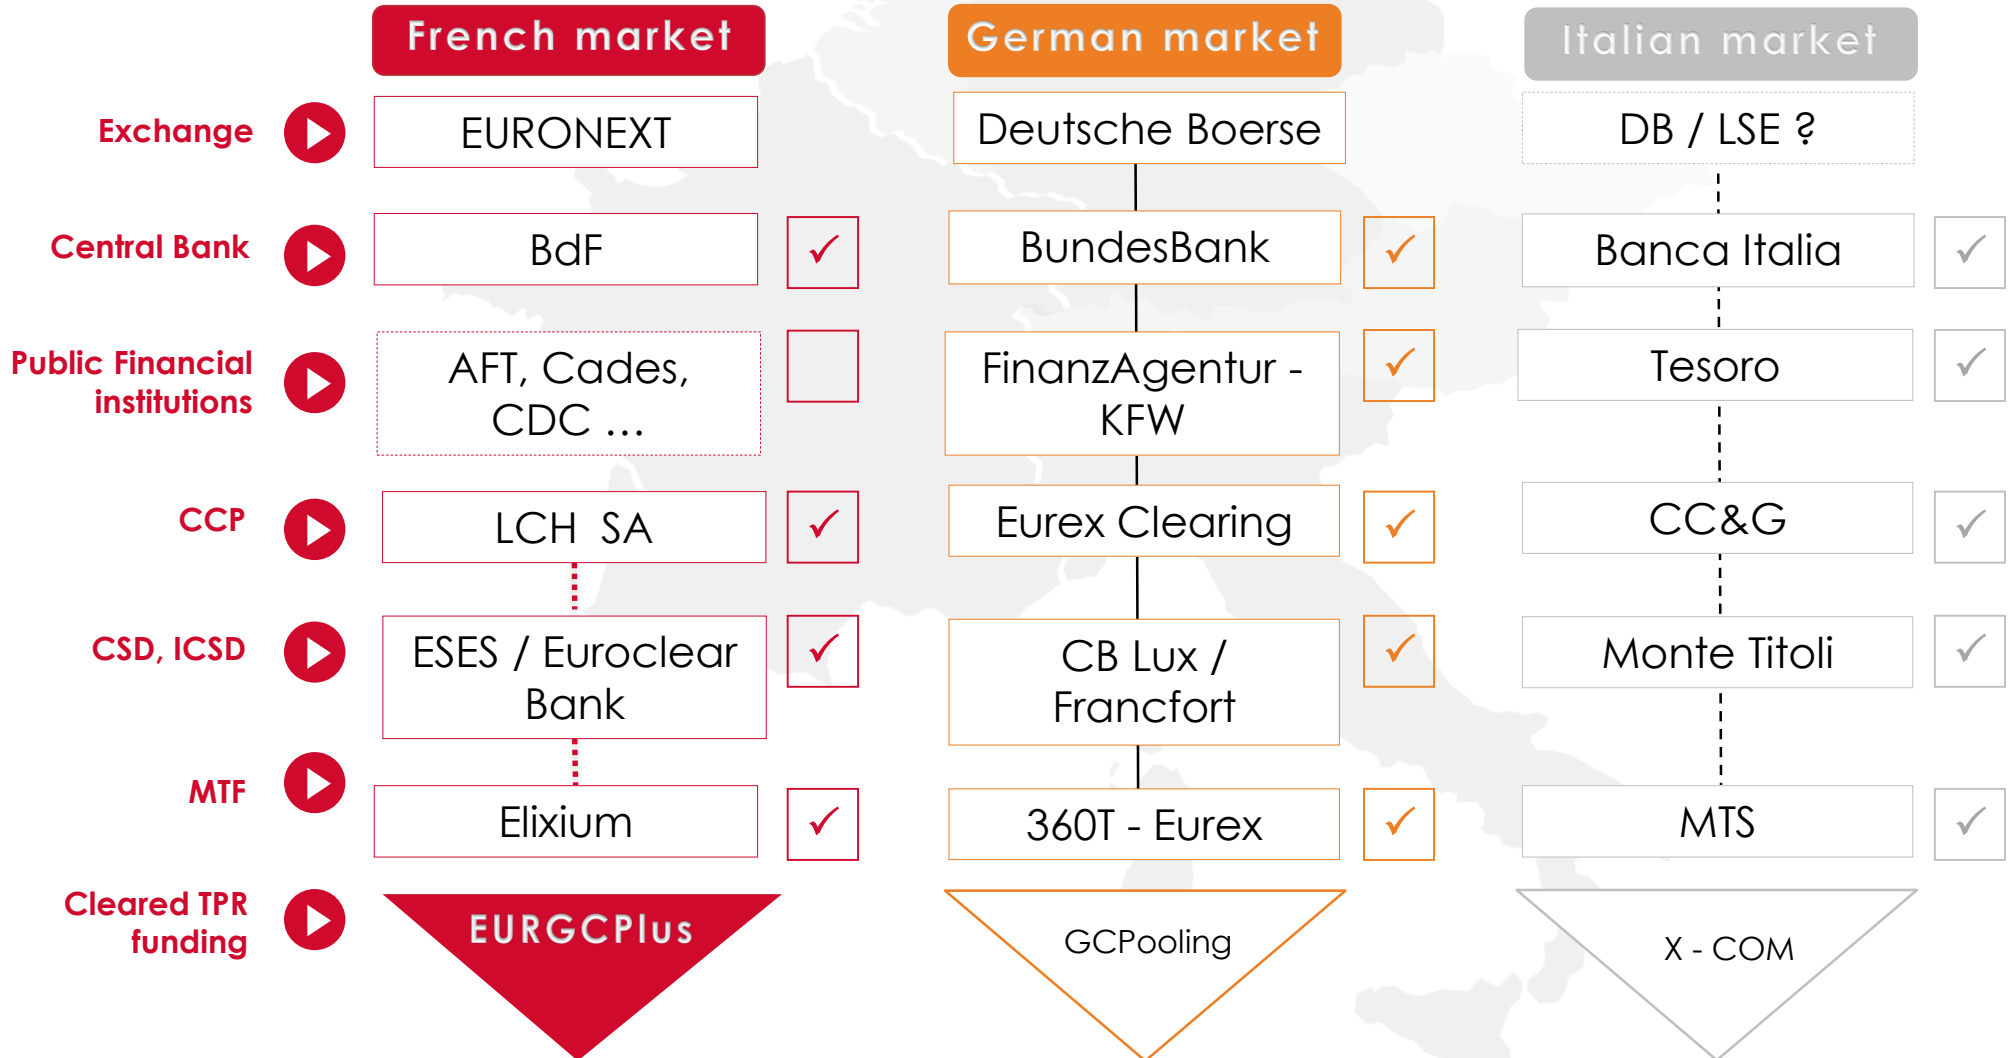 French market
German market
Italian market
Exchange
EURONEXT
Deutsche Boerse
DB / LSE ?
Central Bank
BdF
BundesBank
Banca Italia
Public Financial
institutions
AFT, Cades,
CDC ...
FinanzAgentur -
KFW
Tesoro
CCP
LCH SA
Eurex Clearing
CC&G
CSD, ICSD
ESES / Euroclear
Bank
CB Lux /
Francfort
Monte Titoli
MTF
Elixium
360T - Eurex
MTS
Cleared TPR
funding
EURGCPlus
GCPooling
X - COM